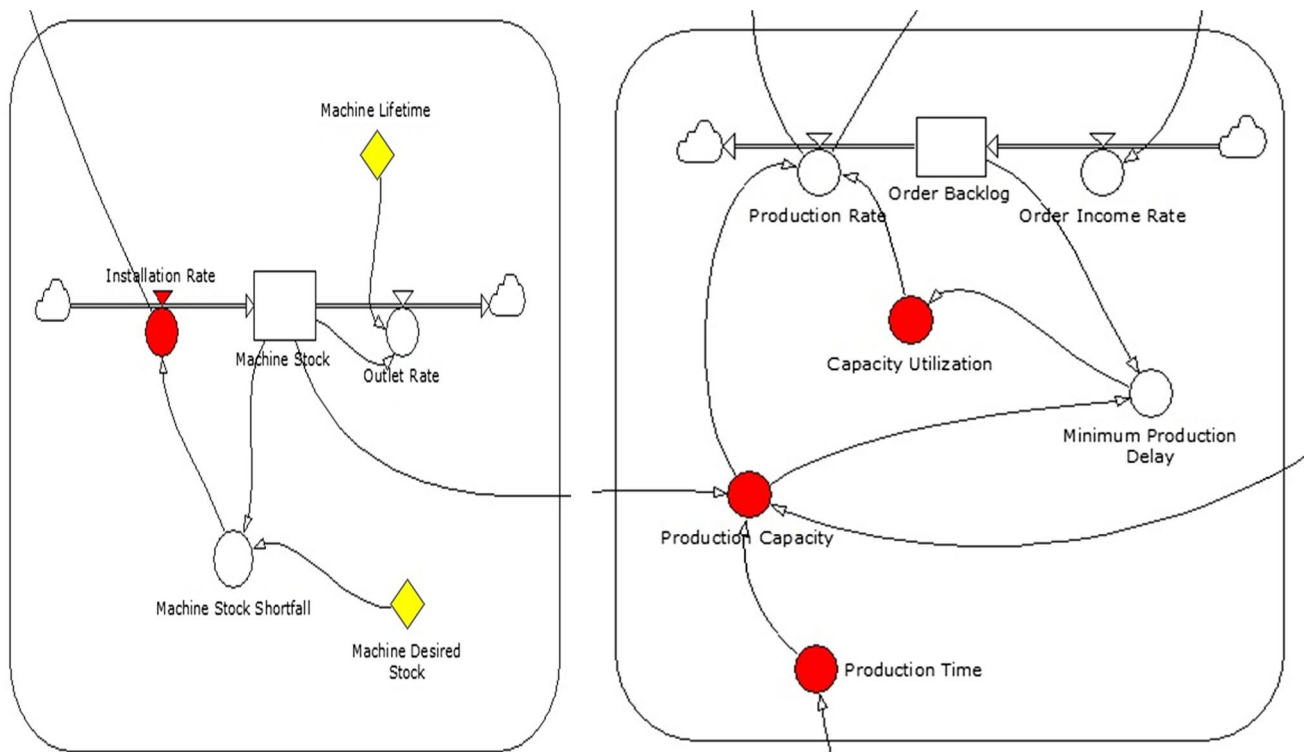 Machine Lifetime
Installation Rate
Machine Stock
Outlet Rate
Machine Stock Shortfall
Machine Desired
Stock
Production Rate
Order Backlog
Order Income Rate
Capacity Utilization
Minimum Production
Delay
Production Capacity
Production Time